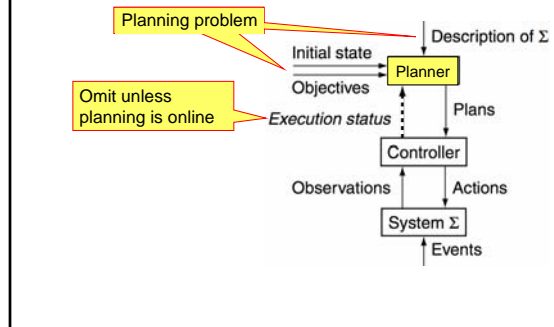 Planning problem
Description of Σ
Initial state
Planner
Objectives
Omit unless
planning is online
Execution status
Plans
Controller
Observations
Actions
System Σ
Events